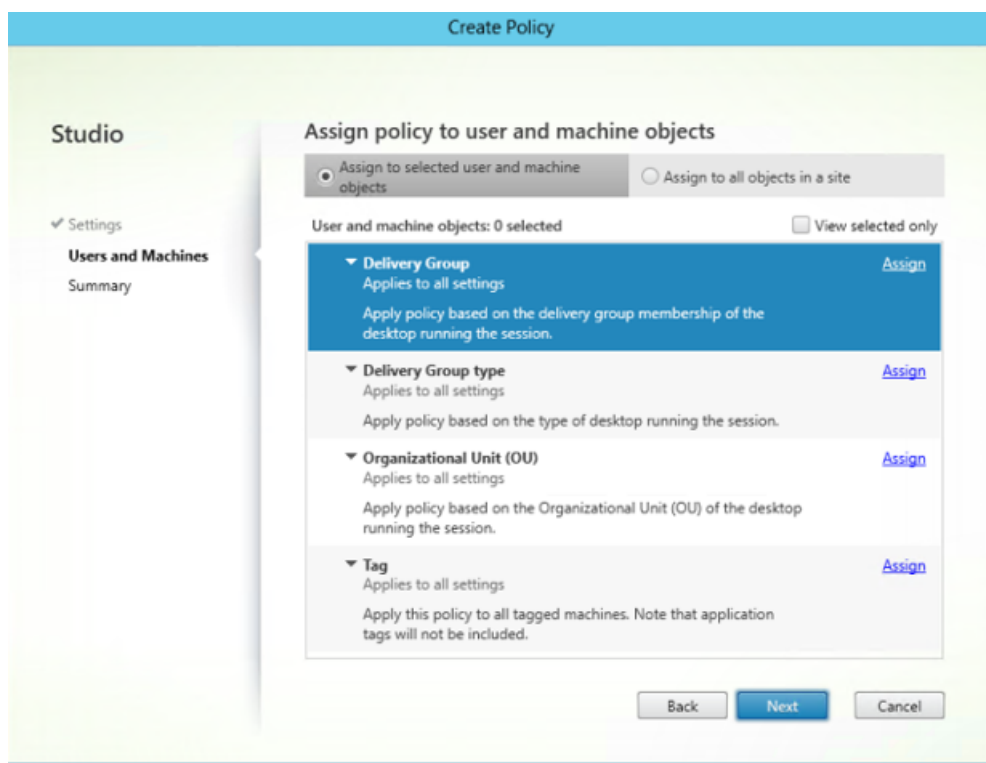 Create Policy
Studio
Settings
Users and Machines
Summary
Assign policy to user and machine objects
Assign to selected user and machine
objects
Assign to all objects in a site
User and machine objects: 0 selected
View selected only
Delivery Group
Assign
Applies to all settings
Apply policy based on the delivery group membership of the
desktop running the session.
Delivery Group type
Assign
Applies to all settings
Apply policy based on the type of desktop running the session.
Organizational Unit (OU)
Assign
Applies to all settings
Apply policy based on the Organizational Unit (OU) of the desktop
running the session.
Tag
Assign
Applies to all settings
Apply this policy to all tagged machines. Note that application
tags will not be included.
Back
Next
Cancel